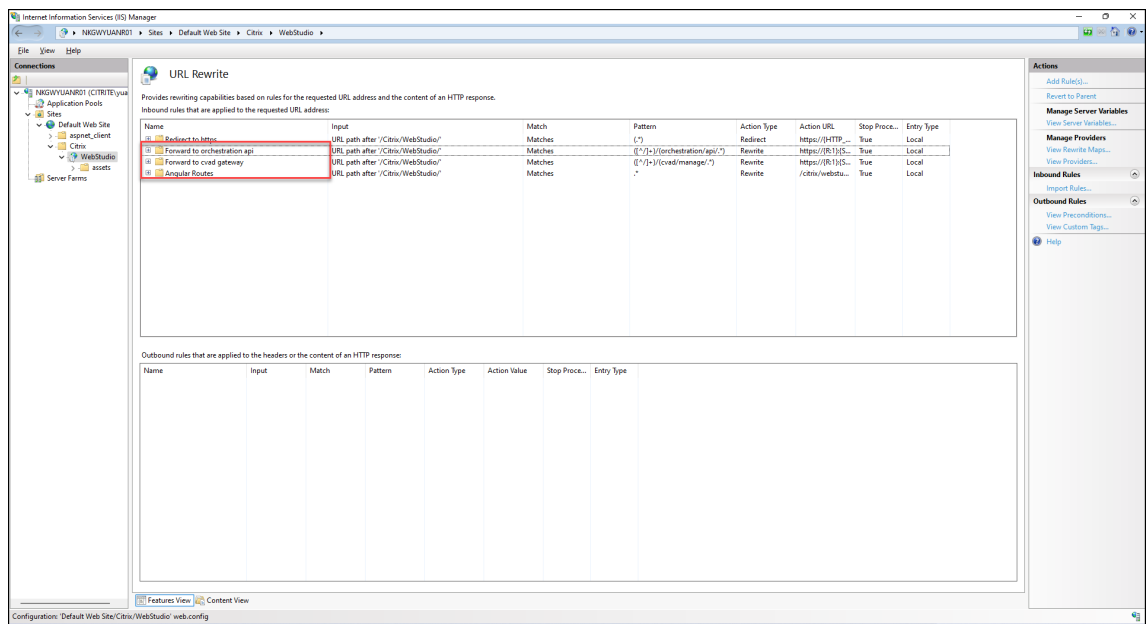 Internet Information Services (IIS) Manager
NKGWYUANR01 Sites Default Web Site Citrix WebStudio
File View Help
Connections
NKGWYUANR01 (CITRITE\yua
Application Pools
Sites
Default Web Site
aspnet_client
Citrix
WebStudio
assets
Server Farms
URL Rewrite
Provides rewriting capabilities based on rules for the requested URL address and the content of an HTTP response.
Inbound rules that are applied to the requested URL address:
Name Input Match Pattern Action Type Action URL Stop Proce... Entry Type
Redirect to https URL path after '/Citrix/WebStudio/' Matches (.*) Redirect https://{HTTP_... True Local
Forward to orchestration api URL path after '/Citrix/WebStudio/' Matches ([^/]+)/(orchestration/api/.*) Rewrite https://{R:1}:{S... True Local
Forward to cvad gateway URL path after '/Citrix/WebStudio/' Matches ([^/]+)/(cvad/manage/.*) Rewrite https://{R:1}:{S... True Local
Angular Routes URL path after '/Citrix/WebStudio/' Matches .* Rewrite /citrix/webstu... True Local
Outbound rules that are applied to the headers or the content of an HTTP response:
Name Input Match Pattern Action Type Action Value Stop Proce... Entry Type
Features View Content View
Actions
Add Rule(s)...
Revert to Parent
Manage Server Variables
View Server Variables...
Manage Providers
View Rewrite Maps...
View Providers...
Inbound Rules
Import Rules...
Outbound Rules
View Preconditions...
View Custom Tags...
Help
Configuration: 'Default Web Site/Citrix/WebStudio' web.config